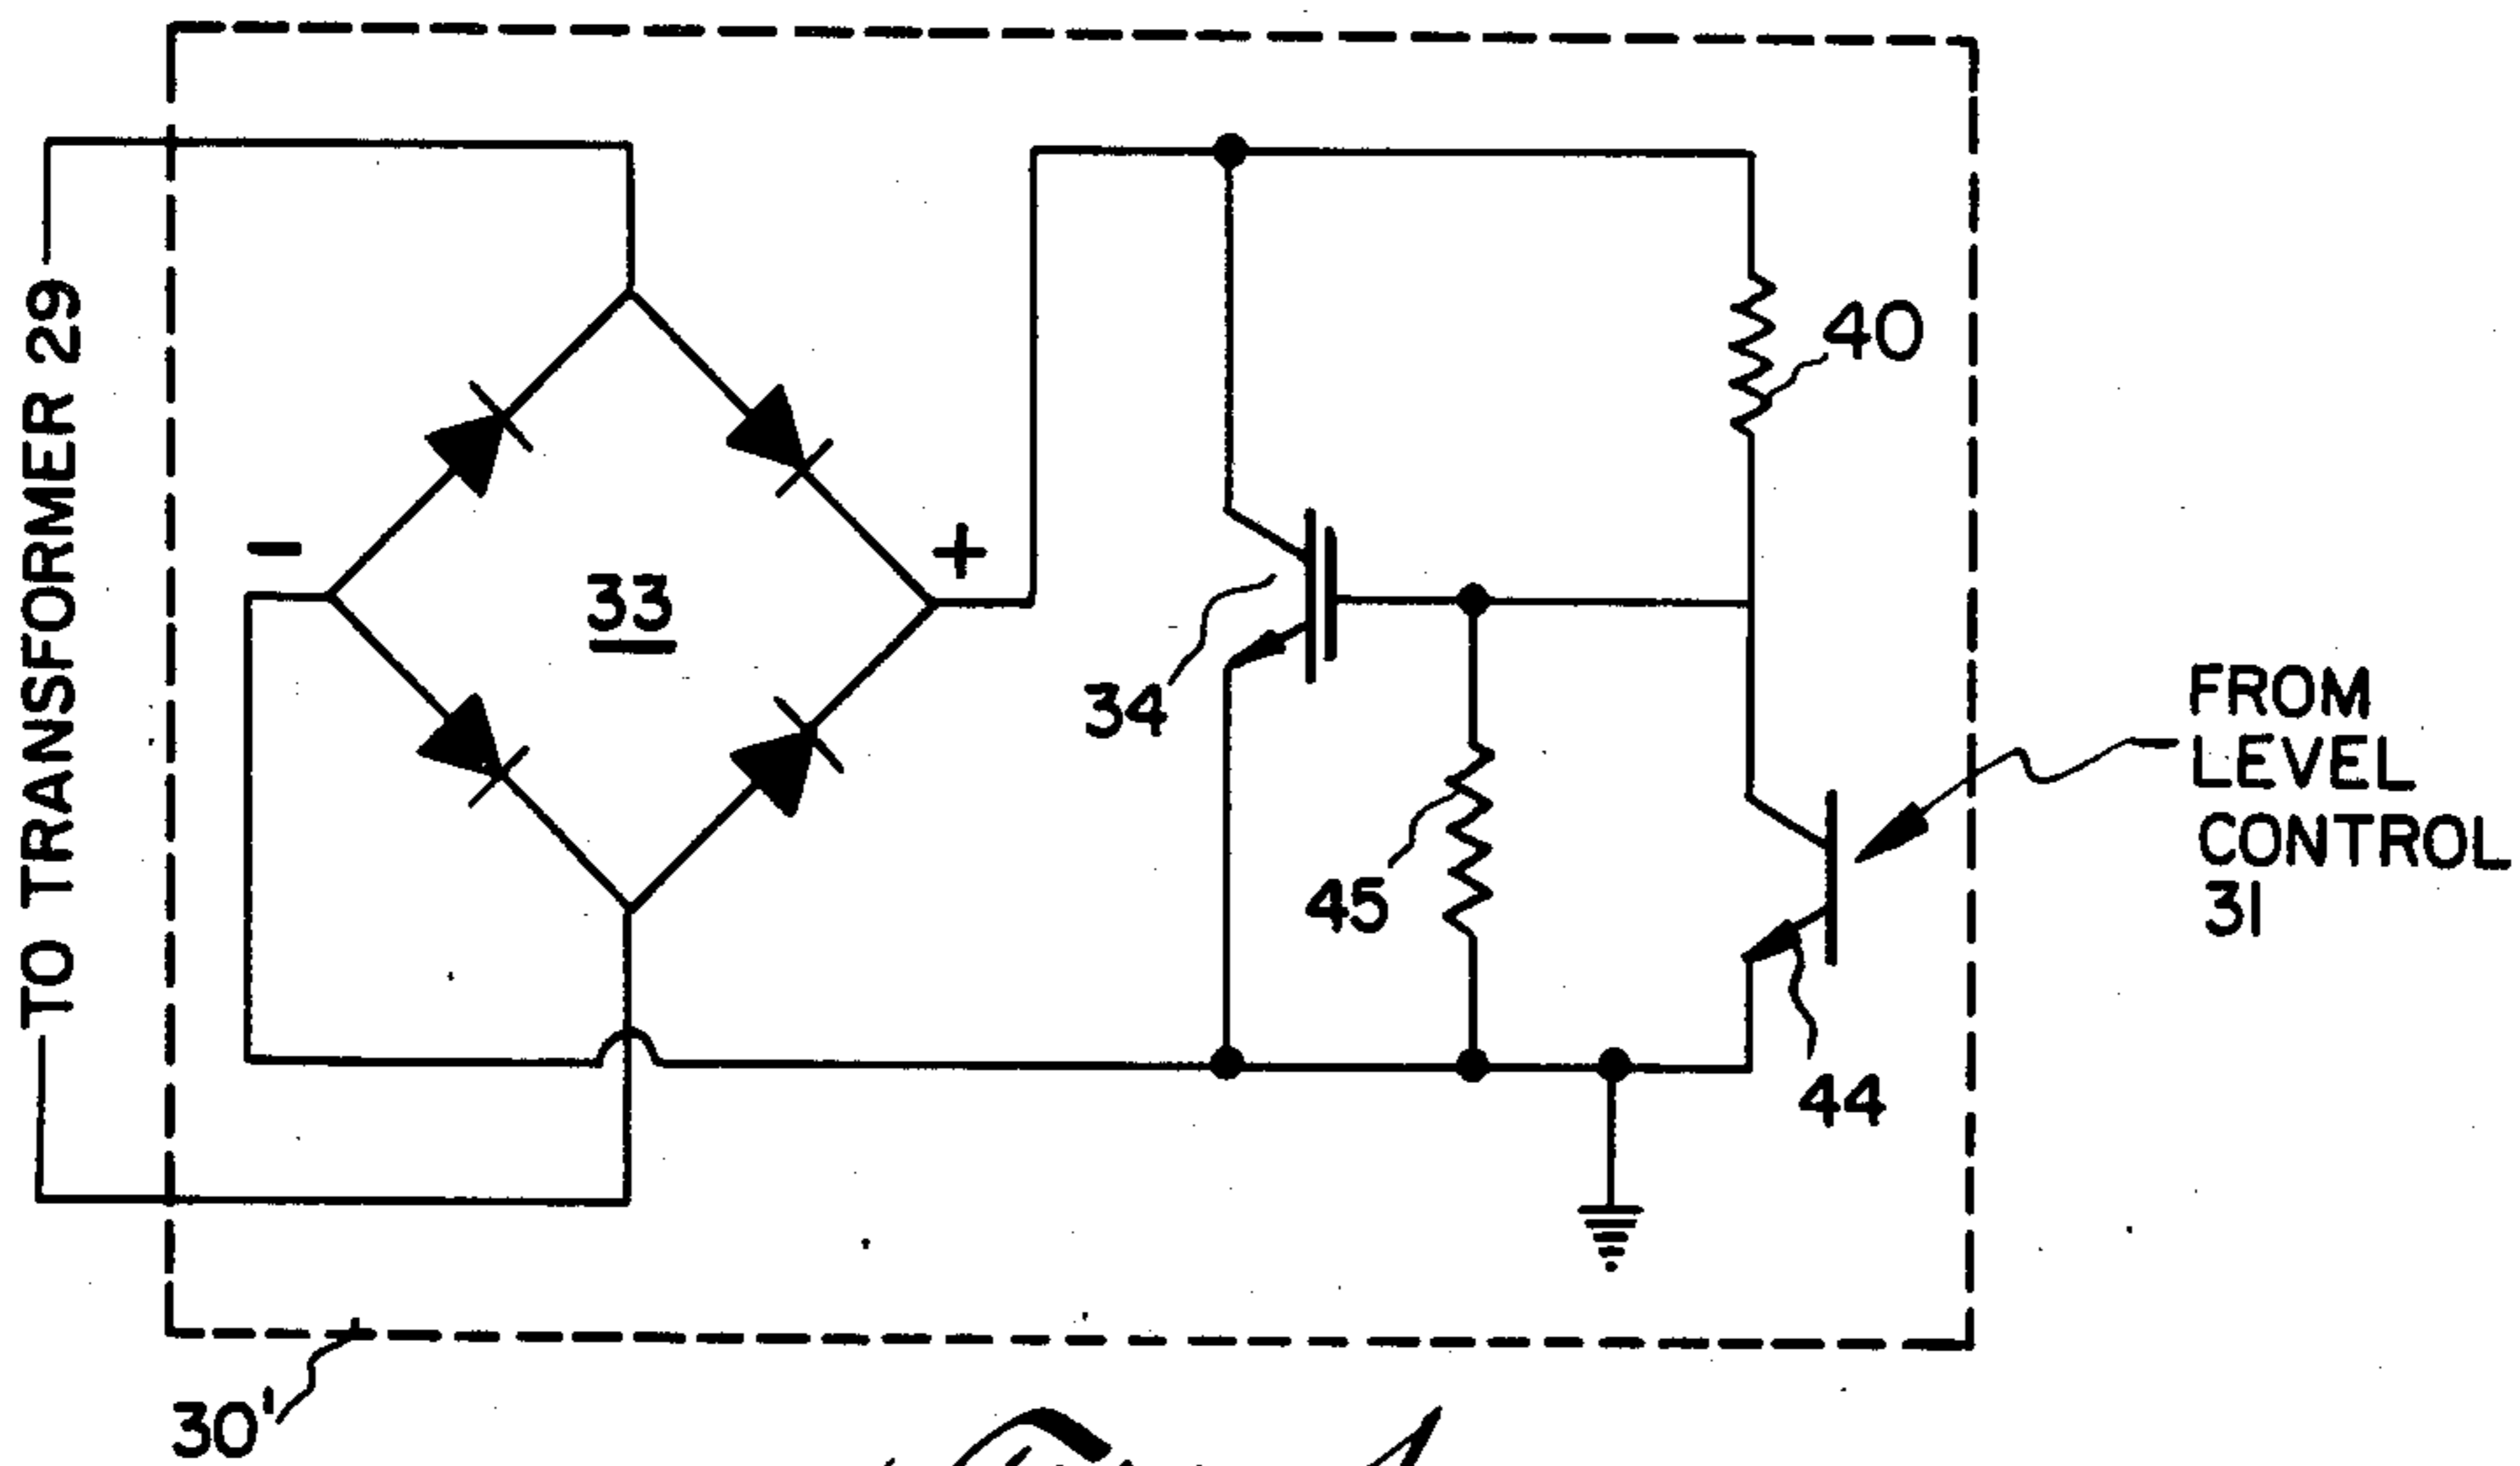 TO TRANSFORMER 29
−
33
+
34
40
45
44
FROM
LEVEL
CONTROL
31
30'